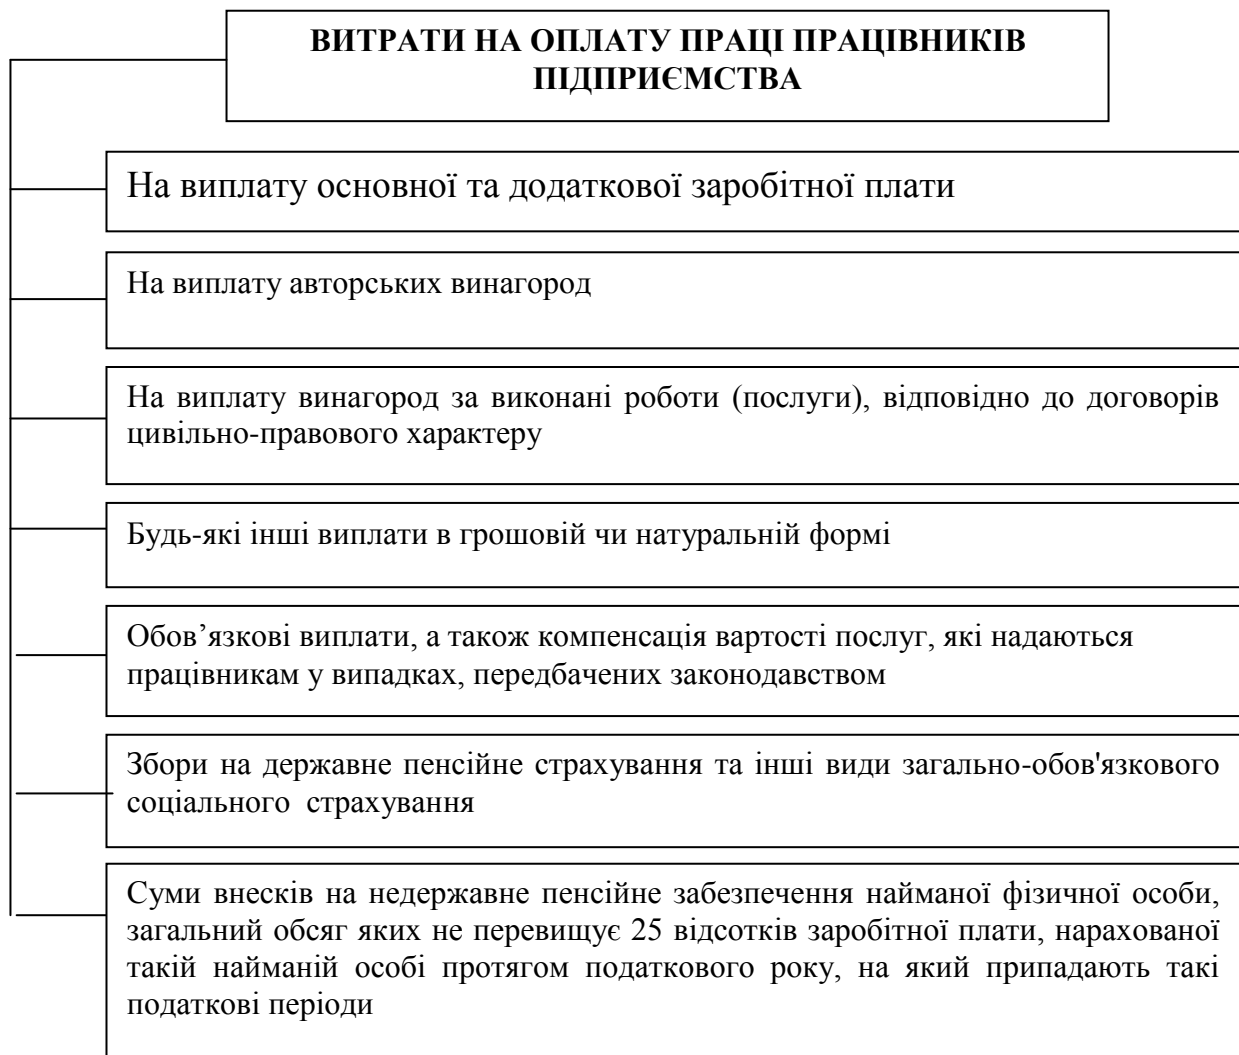 ВИТРАТИ НА ОПЛАТУ ПРАЦІ ПРАЦІВНИКІВ
ПІДПРИЄМСТВА
На виплату основної та додаткової заробітної плати
На виплату авторських винагород
На виплату винагород за виконані роботи (послуги), відповідно до договорів
цивільно-правового характеру
Будь-які інші виплати в грошовій чи натуральній формі
Обов’язкові виплати, а також компенсація вартості послуг, які надаються
працівникам у випадках, передбачених законодавством
Збори на державне пенсійне страхування та інші види загально-обов'язкового
соціального страхування
Суми внесків на недержавне пенсійне забезпечення найманої фізичної особи,
загальний обсяг яких не перевищує 25 відсотків заробітної плати, нарахованої
такій найманій особі протягом податкового року, на який припадають такі
податкові періоди